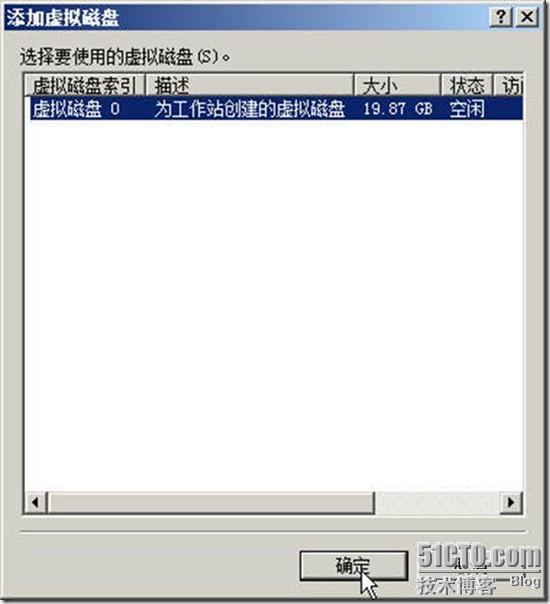 添加虚拟磁盘
选择要使用的虚拟磁盘(S)。
虚拟磁盘索引 描述 大小 状态 访
虚拟磁盘 0 为工作站创建的虚拟磁盘 19.87 GB 空闲
确定
51CTO.com
技术博客 Blog